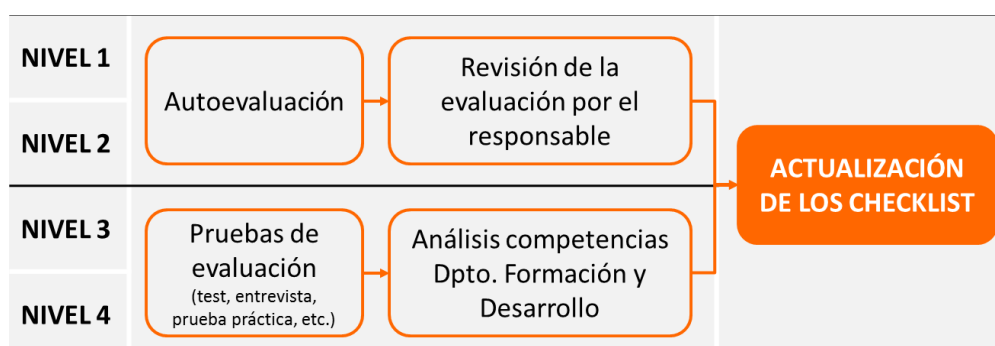 NIVEL 1
NIVEL 2
Autoevaluación
Revisión de la
evaluación por el
responsable
NIVEL 3
NIVEL 4
Pruebas de
evaluación
(test, entrevista,
prueba práctica, etc.)
Análisis competencias
Dpto. Formación y
Desarrollo
ACTUALIZACIÓN
DE LOS CHECKLIST